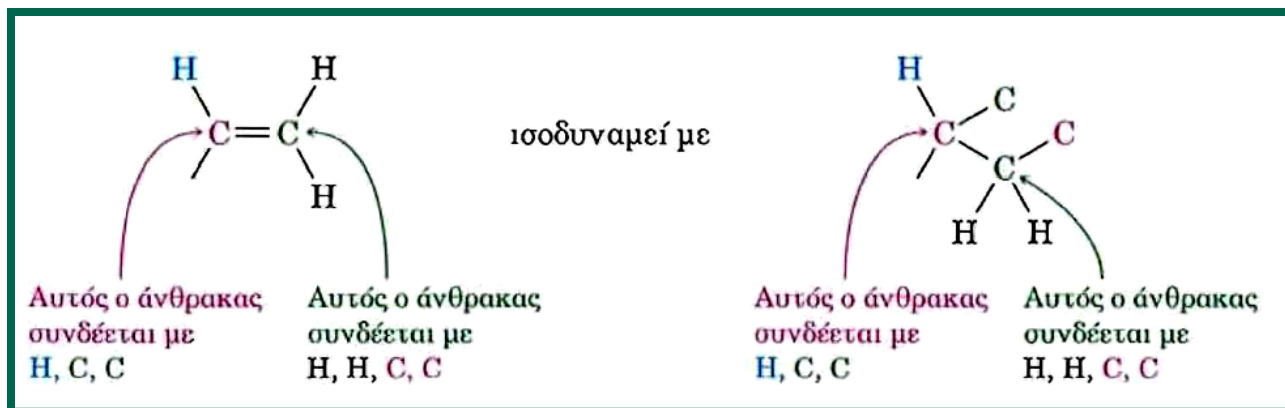 H H H C
C=C ισοδυναμεί με C C
H C
H H
Αυτός ο άνθρακας Αυτός ο άνθρακας Αυτός ο άνθρακας Αυτός ο άνθρακας
συνδέεται με συνδέεται με συνδέεται με συνδέεται με
H, C, C H, H, C, C H, C, C H, H, C, C